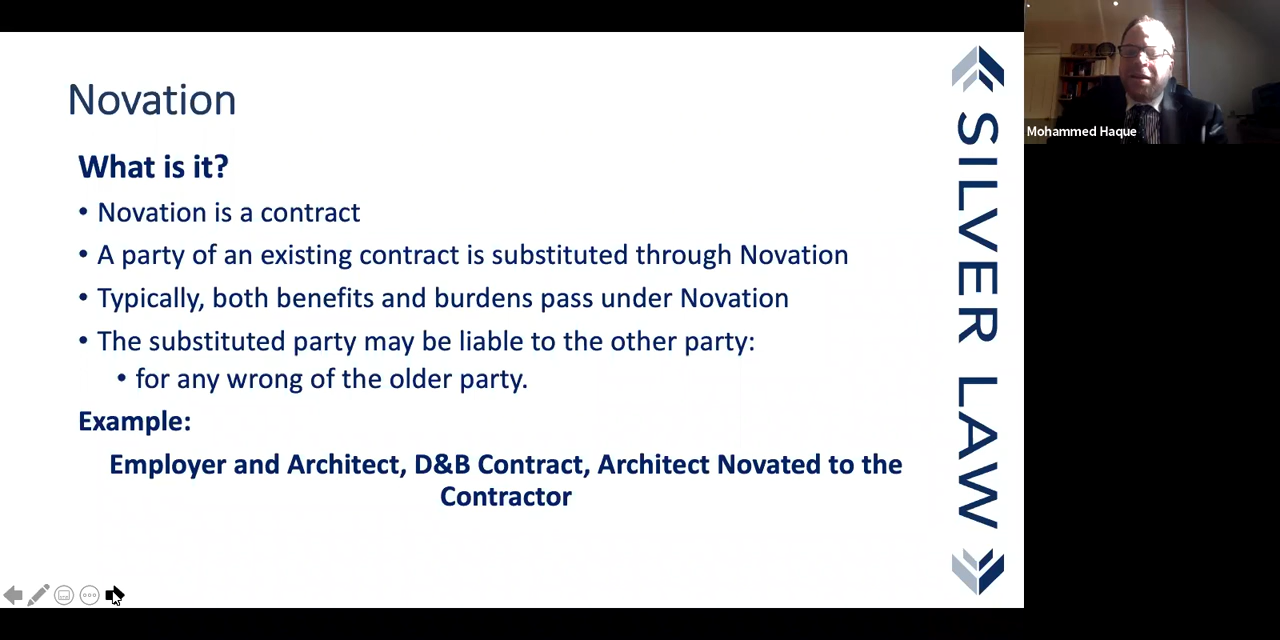 Novation
What is it?
• Novation is a contract
• A party of an existing contract is substituted through Novation
• Typically, both benefits and burdens pass under Novation
• The substituted party may be liable to the other party:
• for any wrong of the older party.
Example:
Employer and Architect, D&B Contract, Architect Novated to the
Contractor
SILVER LAW
Mohammed Haque